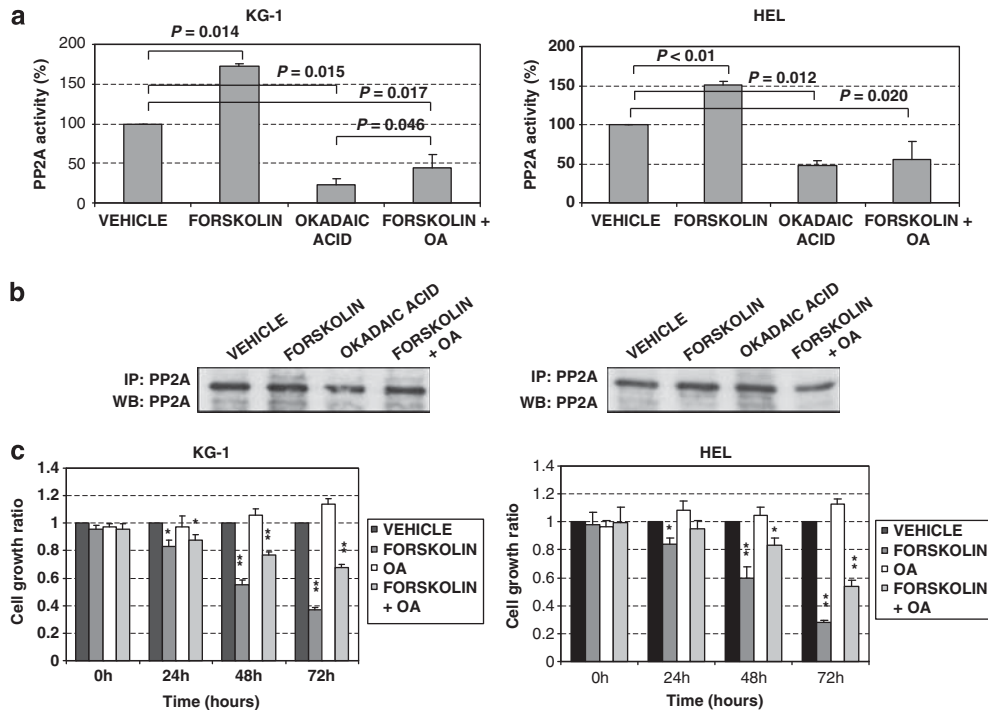 a
KG-1
PP2A activity (%)
200
150
100
50
0
P = 0.014
P = 0.015
P = 0.017
P = 0.046
VEHICLE
FORSKOLIN
OKADAIC ACID
FORSKOLIN + OA
HEL
PP2A activity (%)
200
150
100
50
0
P < 0.01
P = 0.012
P = 0.020
VEHICLE
FORSKOLIN
OKADAIC ACID
FORSKOLIN + OA
b
VEHICLE
FORSKOLIN
OKADAIC ACID
FORSKOLIN + OA
IP: PP2A
WB: PP2A
VEHICLE
FORSKOLIN
OKADAIC ACID
FORSKOLIN + OA
IP: PP2A
WB: PP2A
c
KG-1
Cell growth ratio
1.4
1.2
1
0.8
0.6
0.4
0.2
0
* * ** ** ** **
0h 24h 48h 72h
Time (hours)
VEHICLE
FORSKOLIN
OA
FORSKOLIN
+ OA
HEL
Cell growth ratio
1.4
1.2
1
0.8
0.6
0.4
0.2
0
* ** * ** **
0h 24h 48h 72h
Time (hours)
VEHICLE
FORSKOLIN
OA
FORSKOLIN
+ OA